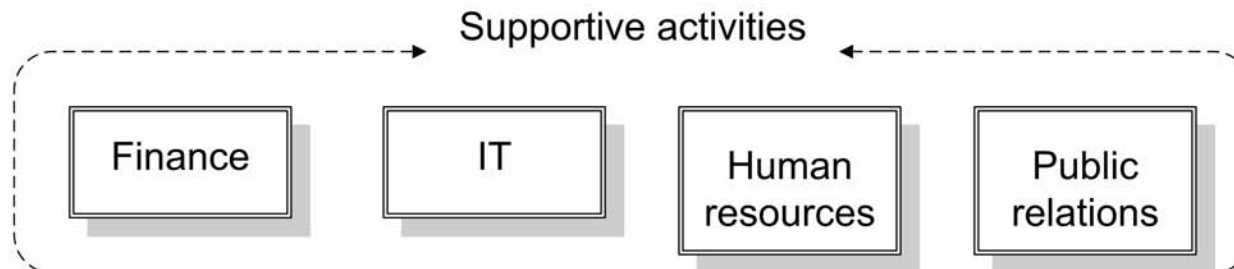 Supportive activities
Finance
IT
Human
resources
Public
relations